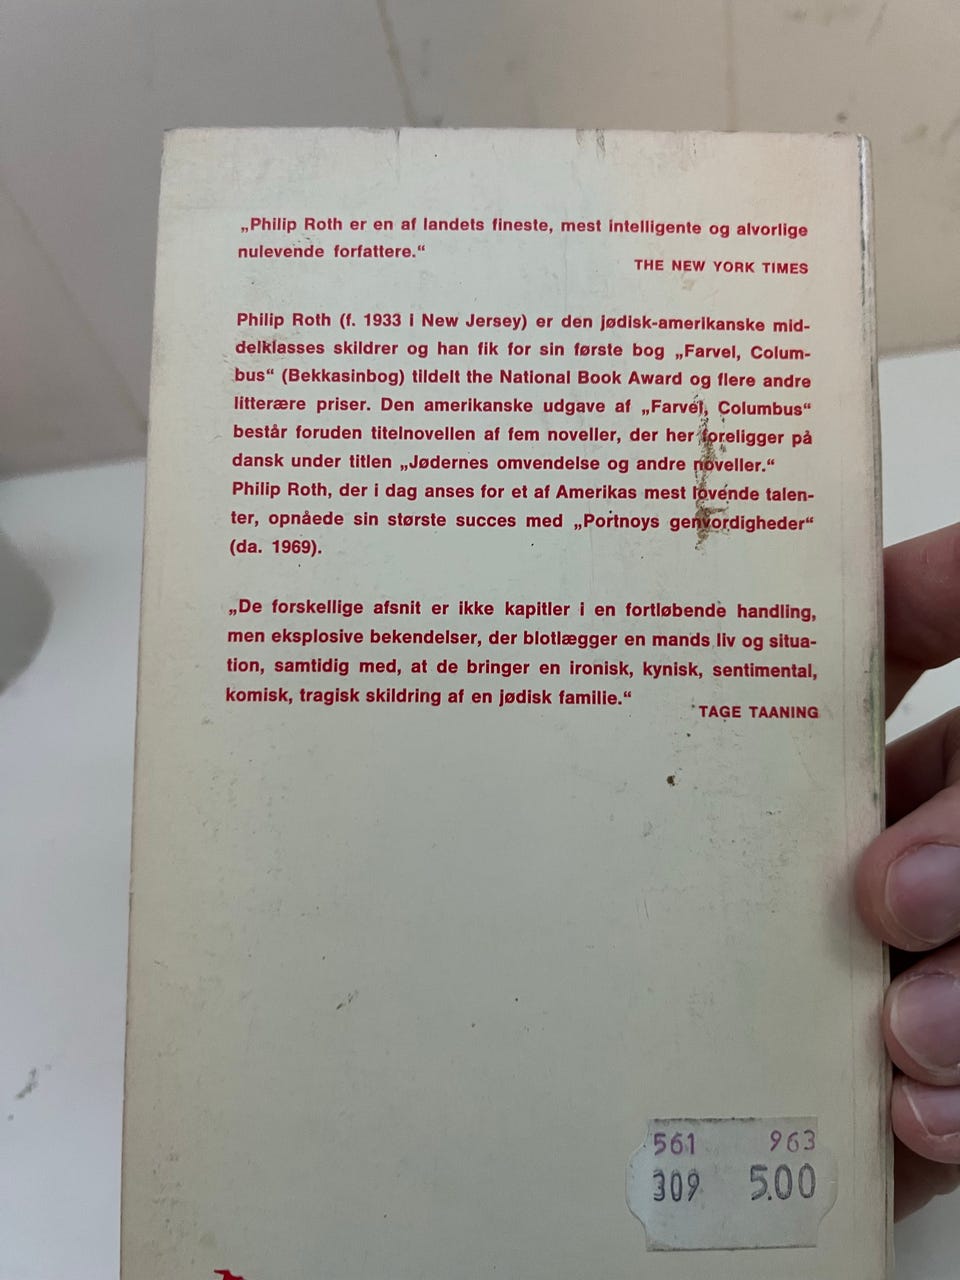 „Philip Roth er en af landets fineste, mest intelligente og alvorlige
nulevende forfattere.“
THE NEW YORK TIMES
Philip Roth (f. 1933 i New Jersey) er den jødisk-amerikanske mid-
delklasses skildrer og han fik for sin første bog „Farvel, Colum-
bus“ (Bekkasinbog) tildelt the National Book Award og flere andre
litterære priser. Den amerikanske udgave af „Farvel, Columbus“
består foruden titelnovellen af fem noveller, der her foreligger på
dansk under titlen „Jødernes omvendelse og andre noveller.“
Philip Roth, der i dag anses for et af Amerikas mest lovende talen-
ter, opnåede sin største succes med „Portnoys genvordigheder“
(da. 1969).
„De forskellige afsnit er ikke kapitler i en fortløbende handling,
men eksplosive bekendelser, der blotlægger en mands liv og situa-
tion, samtidig med, at de bringer en ironisk, kynisk, sentimental,
komisk, tragisk skildring af en jødisk familie.“
TAGE TAANING
561 963
309 5.00